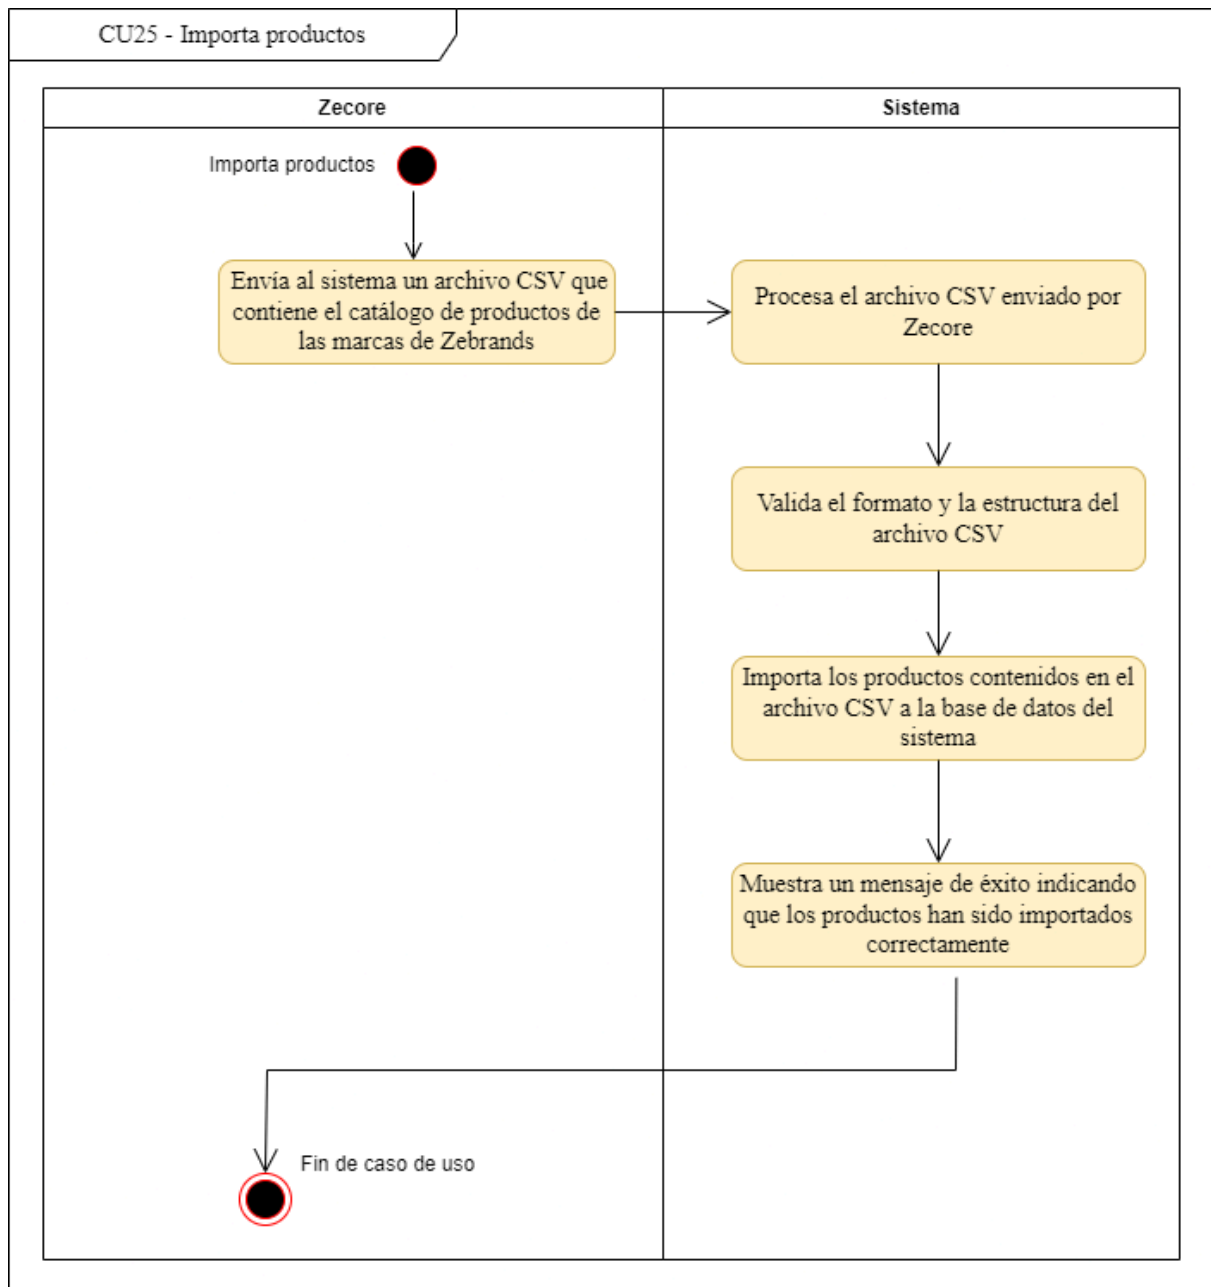 CU25 - Importa productos
Zecore
Sistema
Importa productos
Envía al sistema un archivo CSV que
contiene el catálogo de productos de
las marcas de Zebrands
Procesa el archivo CSV enviado por
Zecore
Valida el formato y la estructura del
archivo CSV
Importa los productos contenidos en el
archivo CSV a la base de datos del
sistema
Muestra un mensaje de éxito indicando
que los productos han sido importados
correctamente
Fin de caso de uso